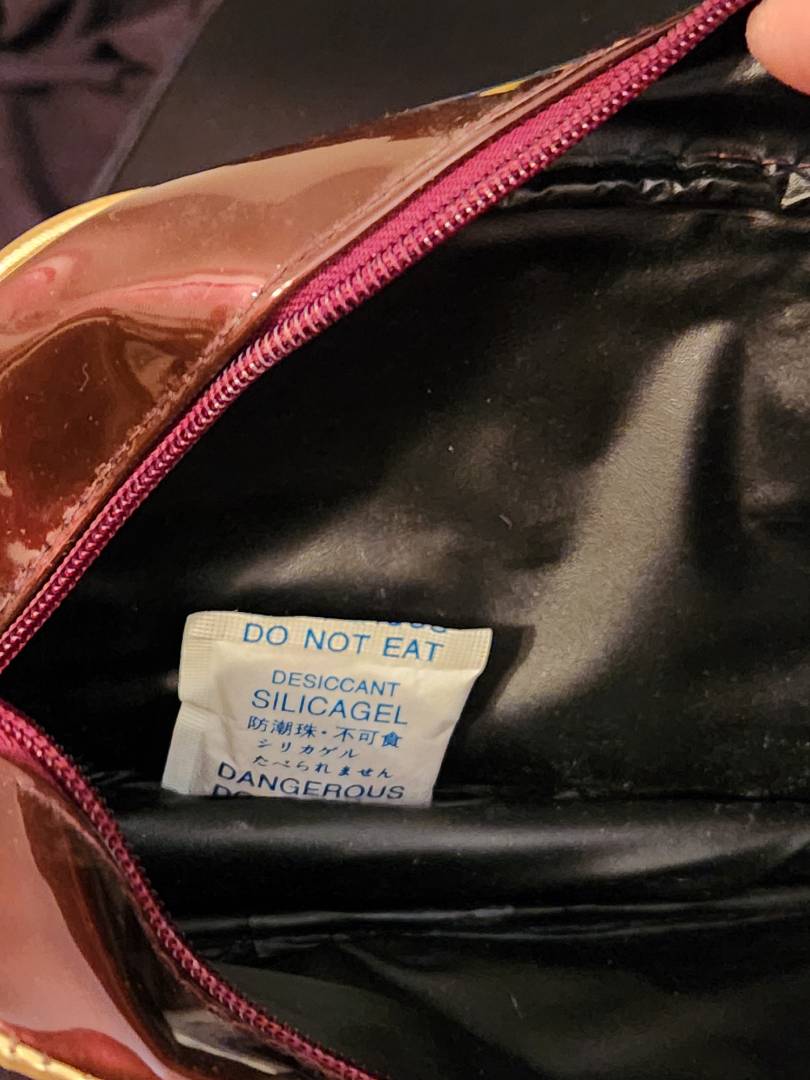 DO NOT EAT
DESICCANT
SILICAGEL
防潮珠・不可食
シリカゲル
たべられません
DANGEROUS